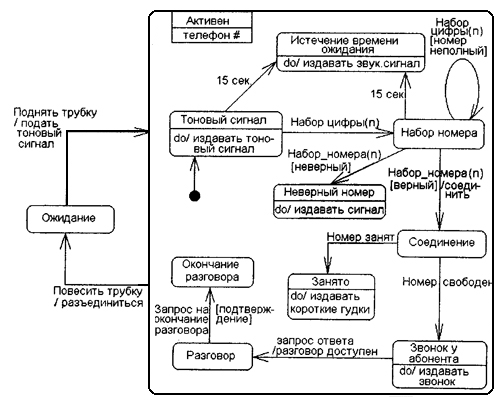 Активен
телефон #
Истечение времени
ожидания
do/ издавать звук.сигнал
Набор
цифры(n)
[номер
неполный]
15 сек
15 сек
Поднять трубку
/ подать
тоновый
сигнал
Тоновый сигнал
do/ издавать тоно-
вый сигнал
Набор цифры(n)
Набор номера
Набор_номера(n)
[неверный]
Набор_номера(n)
[верный] /соеди-
нить
Неверный номер
do/ издавать сигнал
Ожидание
Номер занят
Соединение
Окончание
разговора
Занято
do/ издавать
короткие гудки
Номер свободен
Повесить трубку
/ разъединиться
Запрос на
окончание
разговора
[подтверж-
дение]
запрос ответа
/разговор доступен
Разговор
Звонок у
абонента
do/ издавать
звонок